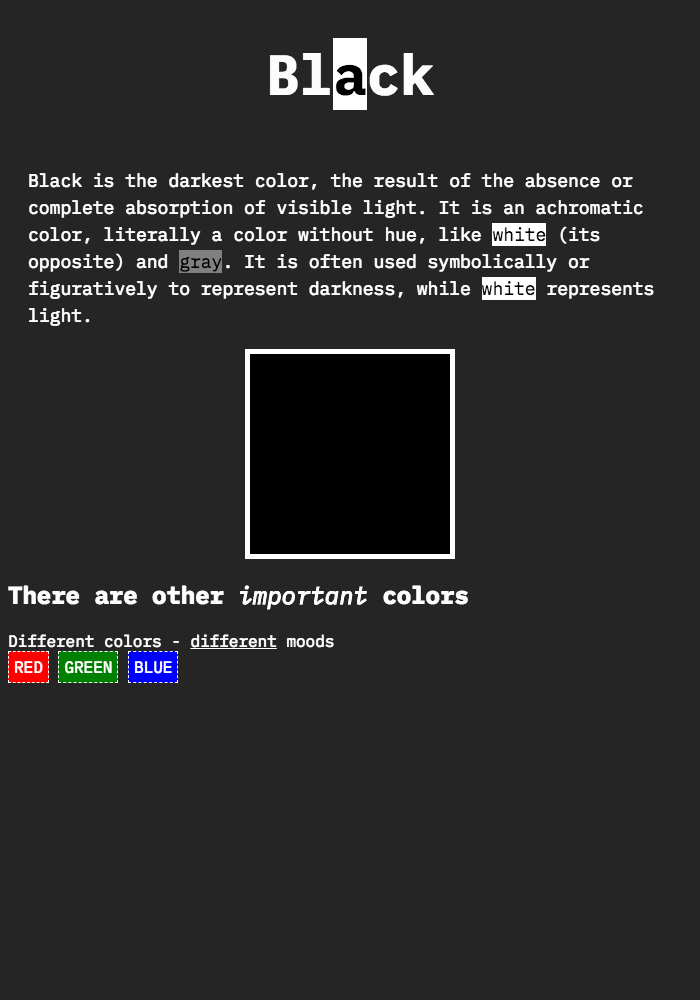 Black
Black is the darkest color, the result of the absence or
complete absorption of visible light. It is an achromatic
color, literally a color without hue, like white (its
opposite) and gray. It is often used symbolically or
figuratively to represent darkness, while white represents
light.
There are other important colors
Different colors - different moods
RED GREEN BLUE